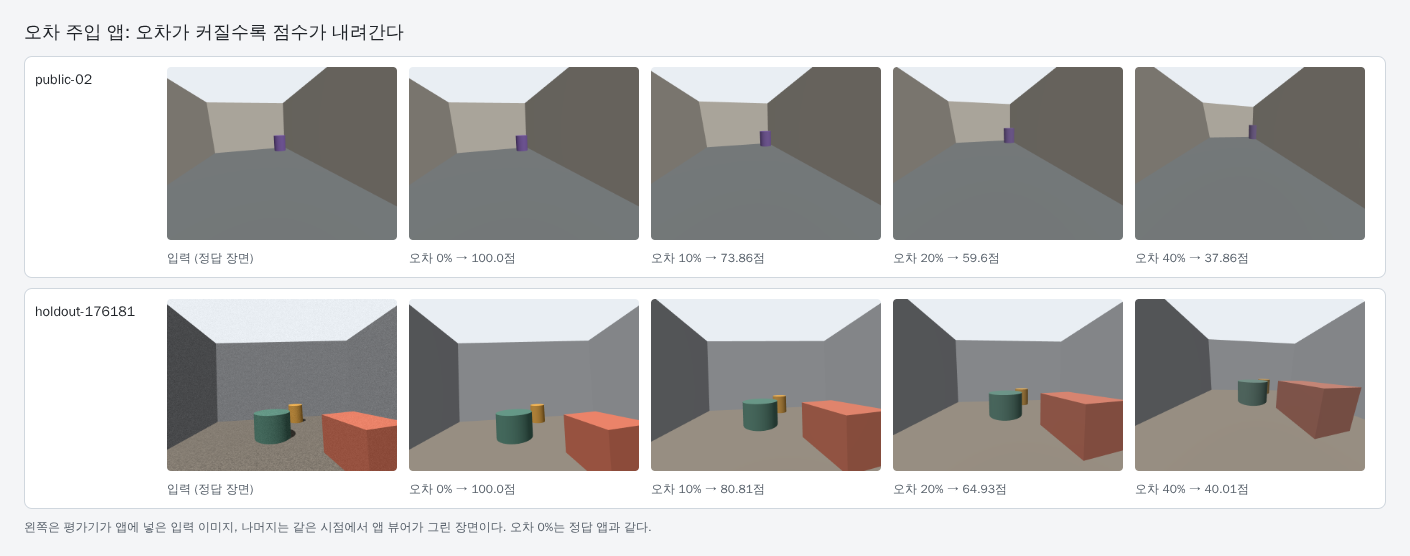 오차 주입 앱: 오차가 커질수록 점수가 내려간다
public-02
입력 (정답 장면)
오차 0% → 100.0점
오차 10% → 73.86점
오차 20% → 59.6점
오차 40% → 37.86점
holdout-176181
입력 (정답 장면)
오차 0% → 100.0점
오차 10% → 80.81점
오차 20% → 64.93점
오차 40% → 40.01점
왼쪽은 평가기가 앱에 넣은 입력 이미지, 나머지는 같은 시점에서 앱 뷰어가 그린 장면이다. 오차 0%는 정답 앱과 같다.